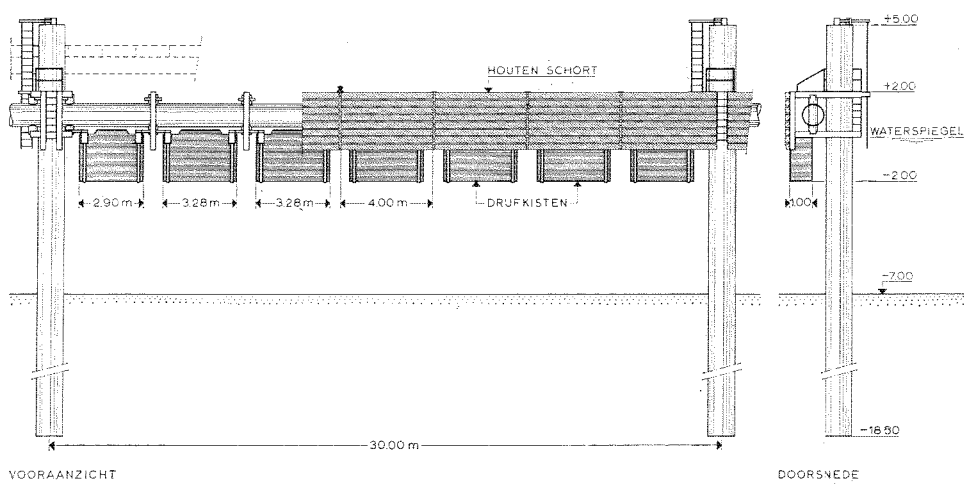 +5.00
HOUTEN SCHORT
+2.00
WATERSPIEGEL
-2.00
2.90 m
3.28 m
3.28 m
4.00 m
DRIJFKISTEN
1.00
-7.00
-18.50
30.00 m
VOORAANZICHT
DOORSNEDE